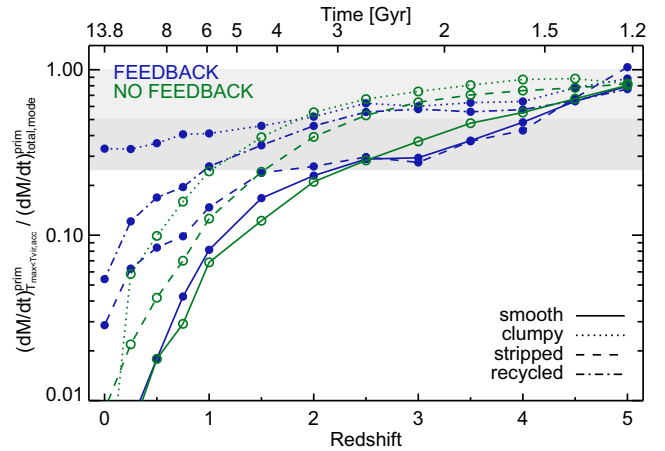 Time [Gyr]
13.8 8 6 5 4 3 2 1.5 1.2
1.00
0.10
0.01
(dM/dt)^prim_Tmax<Tvir,acc / (dM/dt)^prim_total,mode
FEEDBACK
NO FEEDBACK
smooth
clumpy
stripped
recycled
0 1 2 3 4 5
Redshift